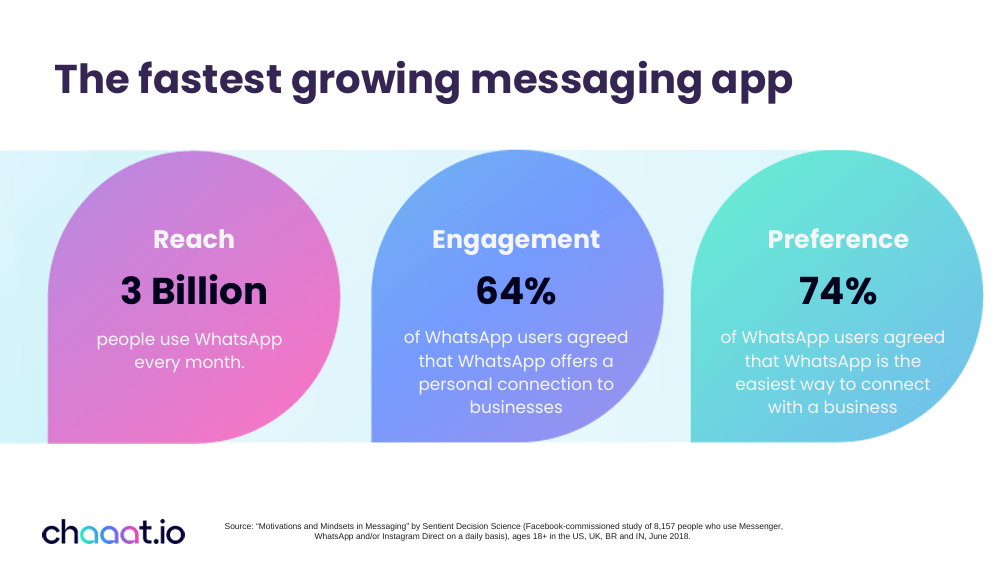 The fastest growing messaging app
Reach
3 Billion
people use WhatsApp
every month.
Engagement
64%
of WhatsApp users agreed
that WhatsApp offers a
personal connection to
businesses
Preference
74%
of WhatsApp users agreed
that WhatsApp is the
easiest way to connect
with a business
chaaat.io
Source: “Motivations and Mindsets in Messaging” by Sentient Decision Science (Facebook-commissioned study of 8,157 people who use Messenger,
WhatsApp and/or Instagram Direct on a daily basis), ages 18+ in the US, UK, BR and IN, June 2018.